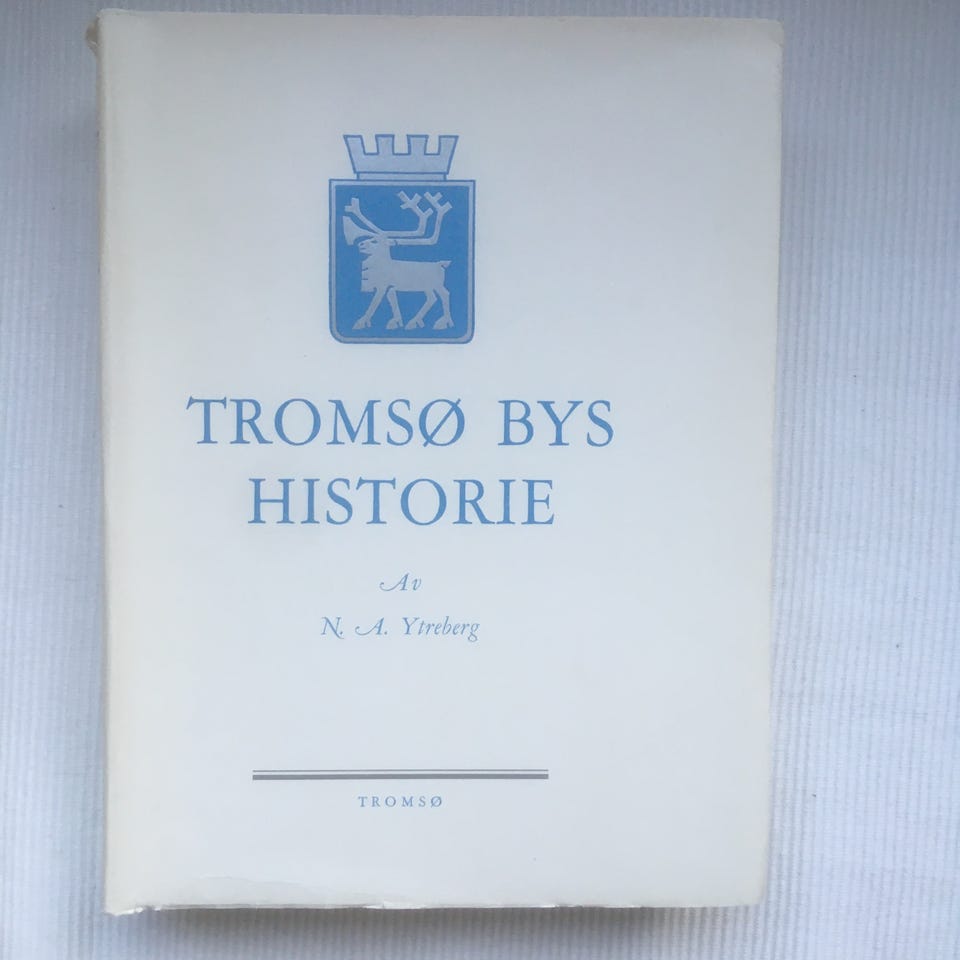 TROMSØ BYS
HISTORIE
Av
N. A. Ytreberg
TROMSØ